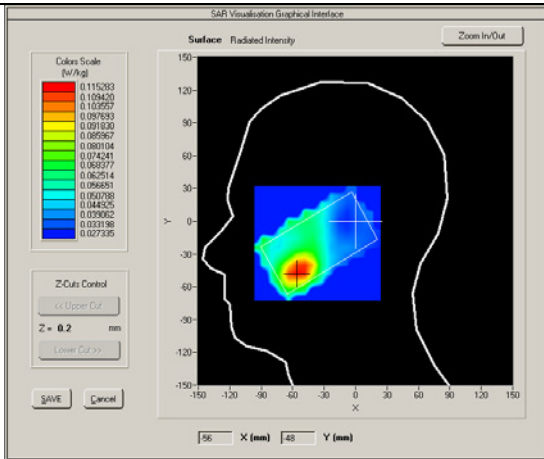 SAR Visualisation Graphical Interface
Surface Radiated Intensity
Zoom In/Out
Colors Scale
(W/kg)
0.115283
0.109420
0.103557
0.097693
0.091830
0.085967
0.080104
0.074241
0.068377
0.062514
0.056651
0.050788
0.044925
0.039062
0.033198
0.027335
Z-Cuts Control
<< Upper Cut
Z = 0.2 mm
Lower Cut >>
SAVE Cancel
150
120
90
60
30
0
-30
-60
-90
-120
-150
Y
-150 -120 -90 -60 -30 0 30 60 90 120 150
X
-56 X (mm) -48 Y (mm)